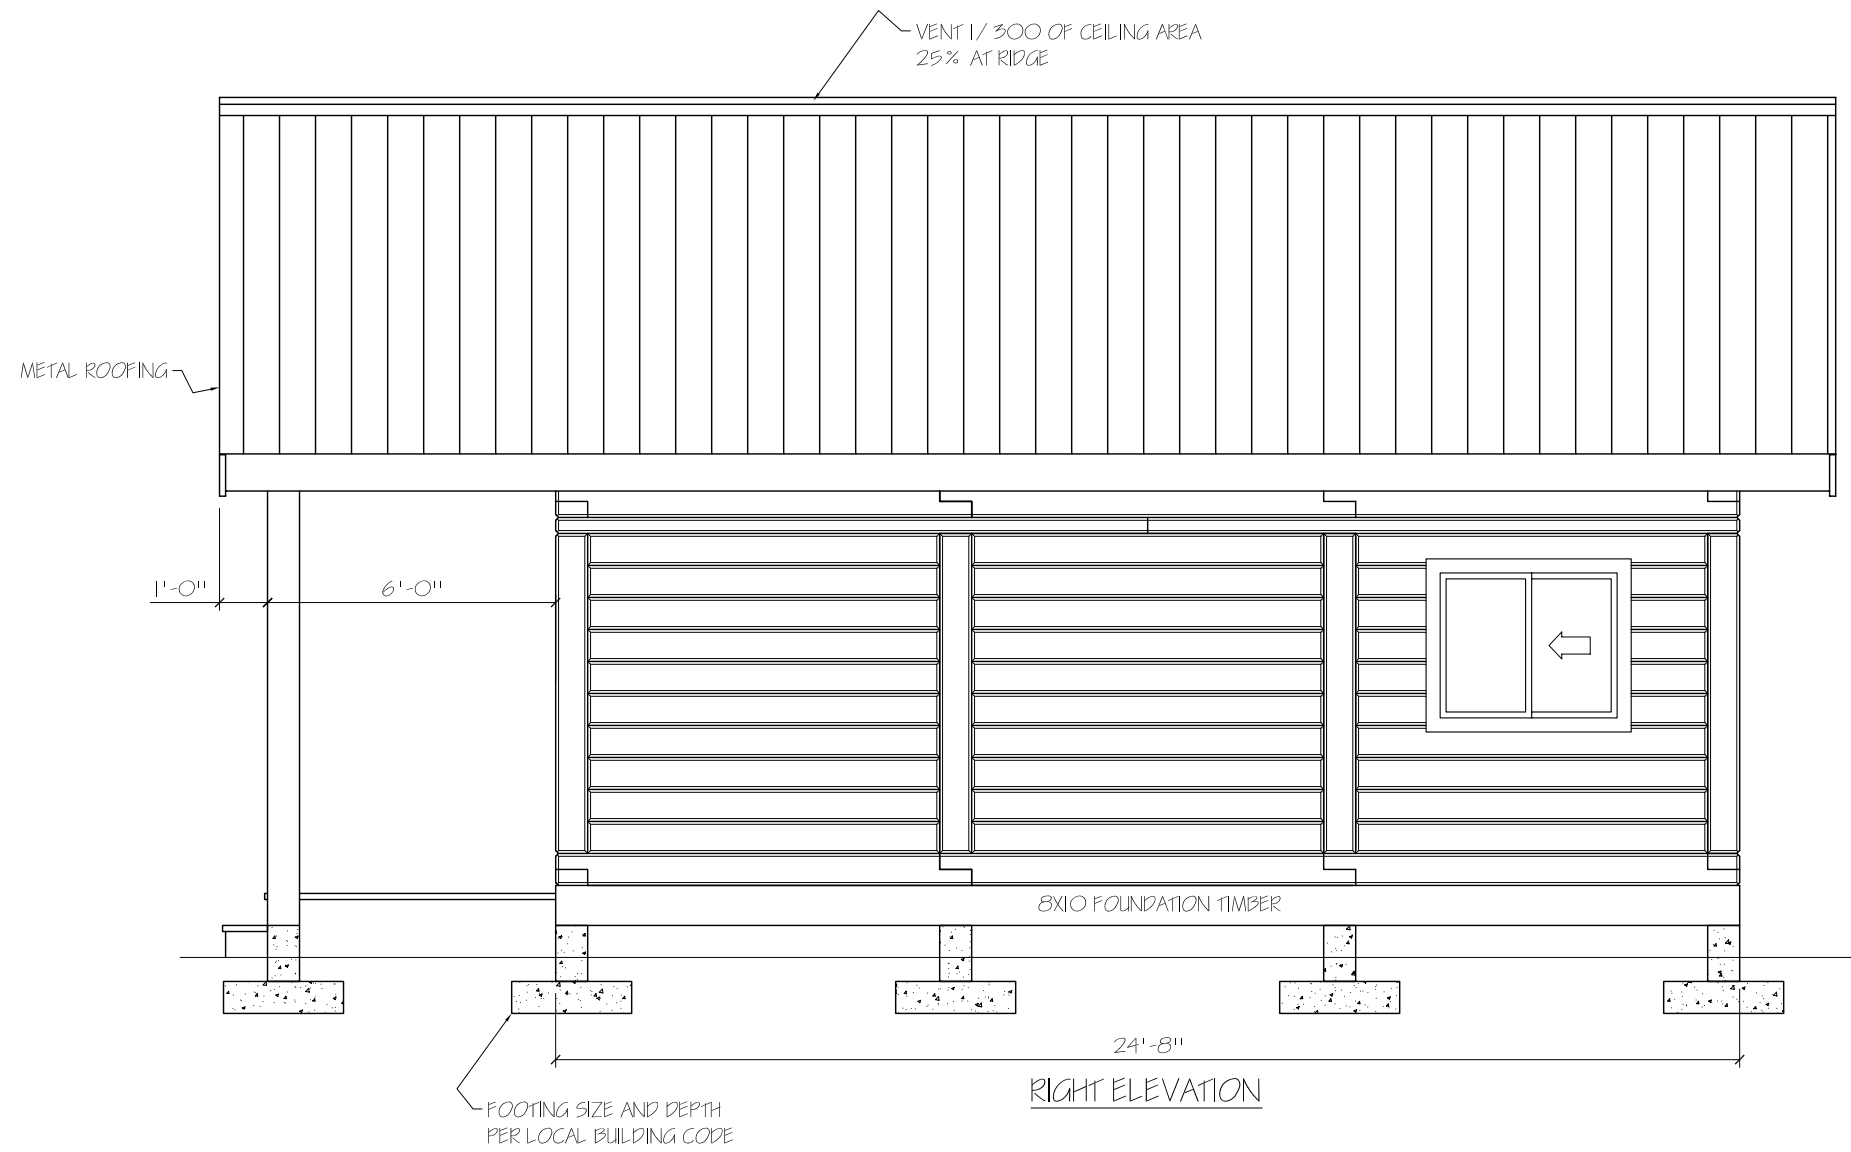 VENT 1/300 OF CEILING AREA
25% AT RIDGE
METAL ROOFING
1'-0"
6'-0"
8X10 FOUNDATION TIMBER
24'-8"
RIGHT ELEVATION
FOOTING SIZE AND DEPTH
PER LOCAL BUILDING CODE